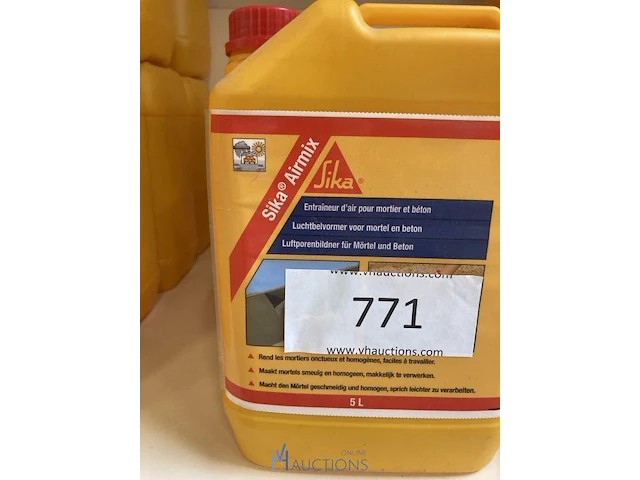 Sika® Airmix
Sika®
Entraîneur d'air pour mortier et béton
Luchtbelvormer voor mortel en beton
Luftporenbildner für Mörtel und Beton
www.vhauctions.com
771
www.vhauctions.com
Rend les mortiers onctueux et homogènes, faciles à travailler.
Maakt mortels smeuig en homogeen, makkelijk te verwerken.
Macht den Mörtel geschmeidig und homogen, sprich leichter zu verarbeiten.
5 L
ONLINE
AUCTIONS